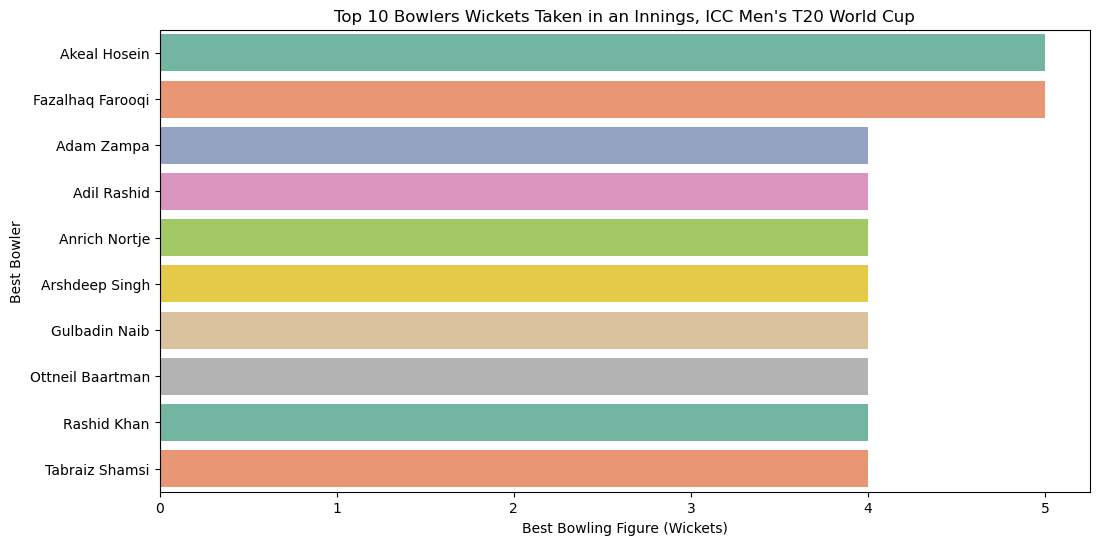 Top 10 Bowlers Wickets Taken in an Innings, ICC Men's T20 World Cup
Best Bowler
Akeal Hosein
Fazalhaq Farooqi
Adam Zampa
Adil Rashid
Anrich Nortje
Arshdeep Singh
Gulbadin Naib
Ottneil Baartman
Rashid Khan
Tabraiz Shamsi
0 1 2 3 4 5
Best Bowling Figure (Wickets)